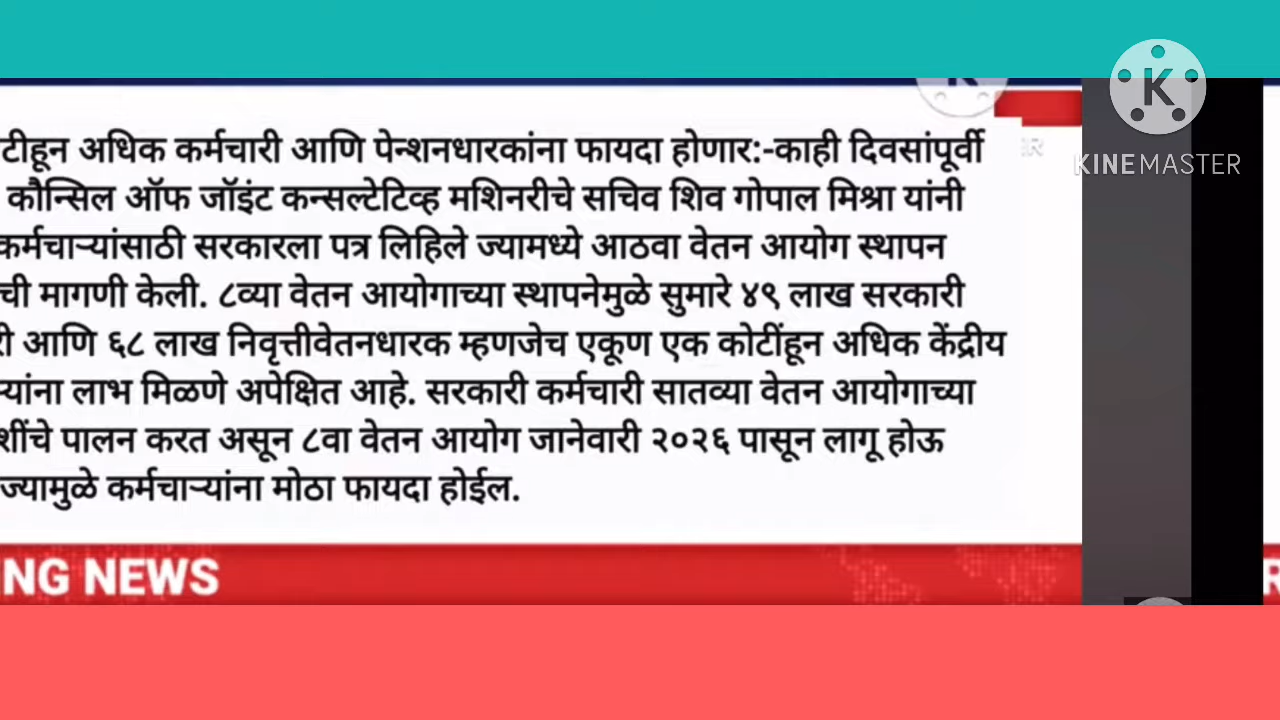 KINEMASTER
टीहून अधिक कर्मचारी आणि पेन्शनधारकांना फायदा होणार:-काही दिवसांपूर्वी
कौन्सिल ऑफ जॉइंट कन्सल्टेटिव्ह मशिनरीचे सचिव शिव गोपाल मिश्रा यांनी
कर्मचाऱ्यांसाठी सरकारला पत्र लिहिले ज्यामध्ये आठवा वेतन आयोग स्थापन
ची मागणी केली. ८व्या वेतन आयोगाच्या स्थापनेमुळे सुमारे ४९ लाख सरकारी
री आणि ६८ लाख निवृत्तीवेतनधारक म्हणजेच एकूण एक कोटींहून अधिक केंद्रीय
ऱ्यांना लाभ मिळणे अपेक्षित आहे. सरकारी कर्मचारी सातव्या वेतन आयोगाच्या
शींचे पालन करत असून ८वा वेतन आयोग जानेवारी २०२६ पासून लागू होऊ
ज्यामुळे कर्मचाऱ्यांना मोठा फायदा होईल.
NG NEWS